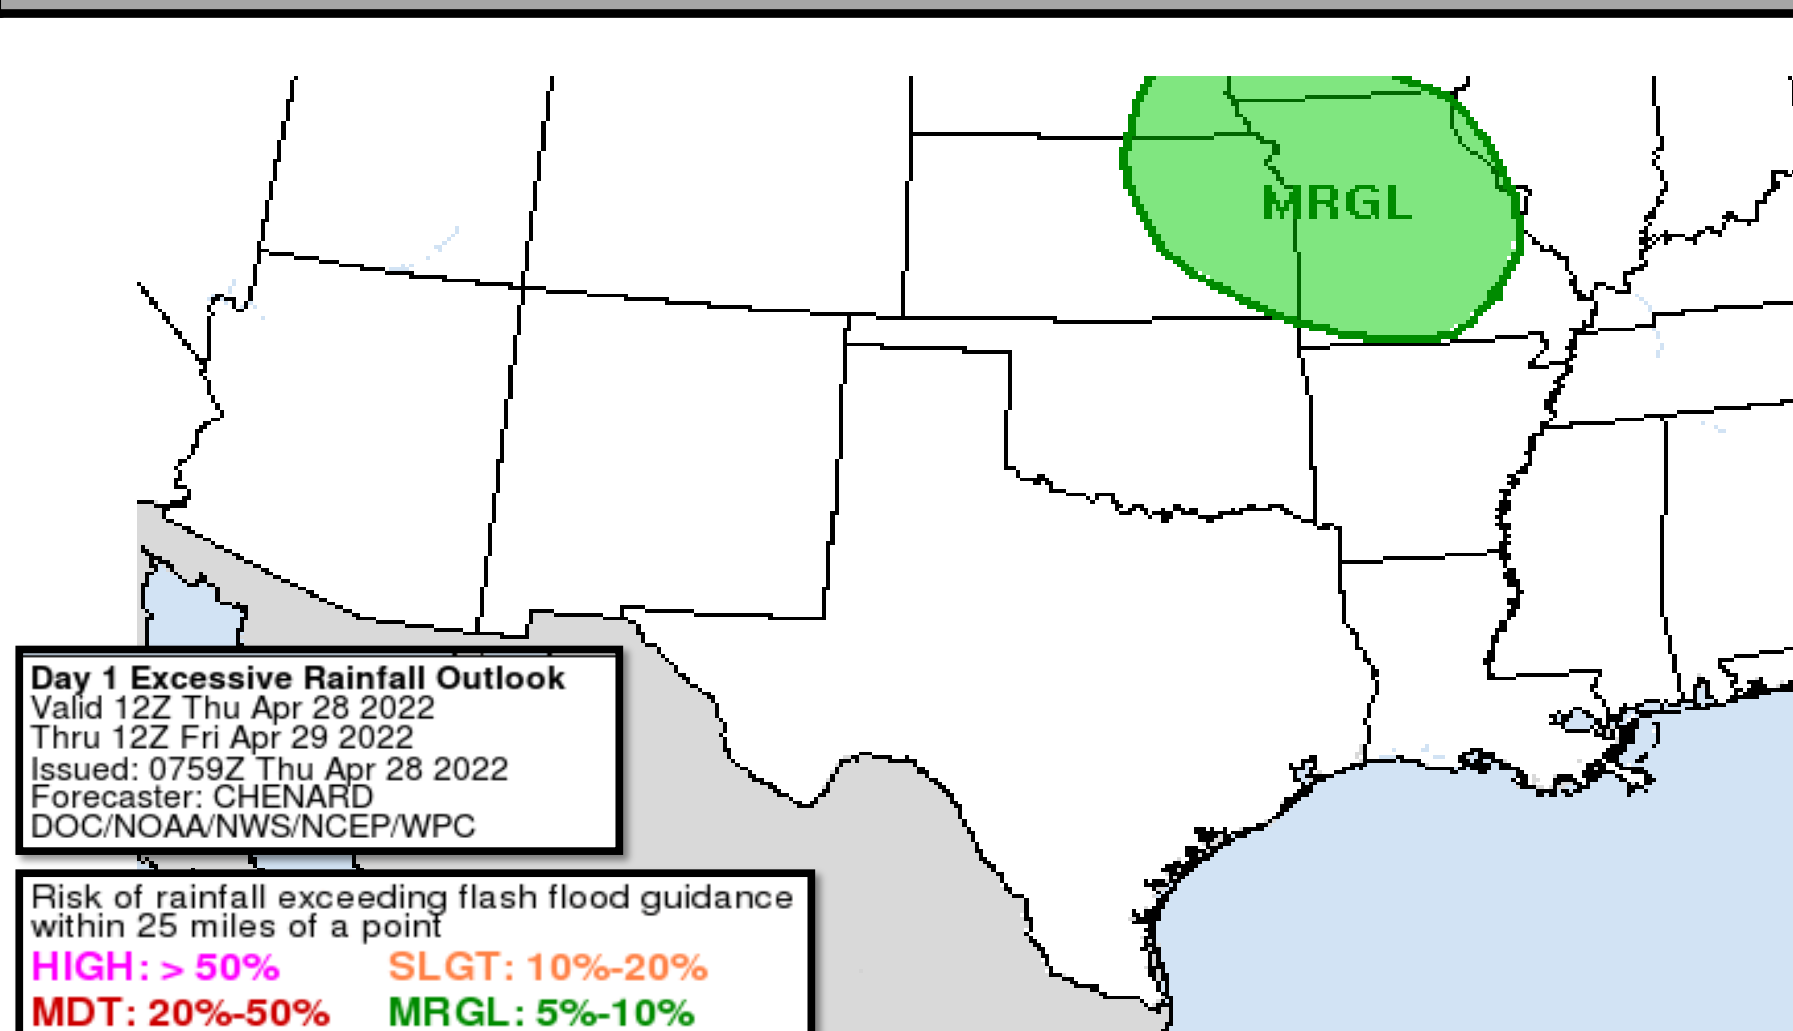 MRGL
Day 1 Excessive Rainfall Outlook
Valid 12Z Thu Apr 28 2022
Thru 12Z Fri Apr 29 2022
Issued: 0759Z Thu Apr 28 2022
Forecaster: CHENARD
DOC/NOAA/NWS/NCEP/WPC
Risk of rainfall exceeding flash flood guidance
within 25 miles of a point
HIGH: > 50% SLGT: 10%-20%
MDT: 20%-50% MRGL: 5%-10%